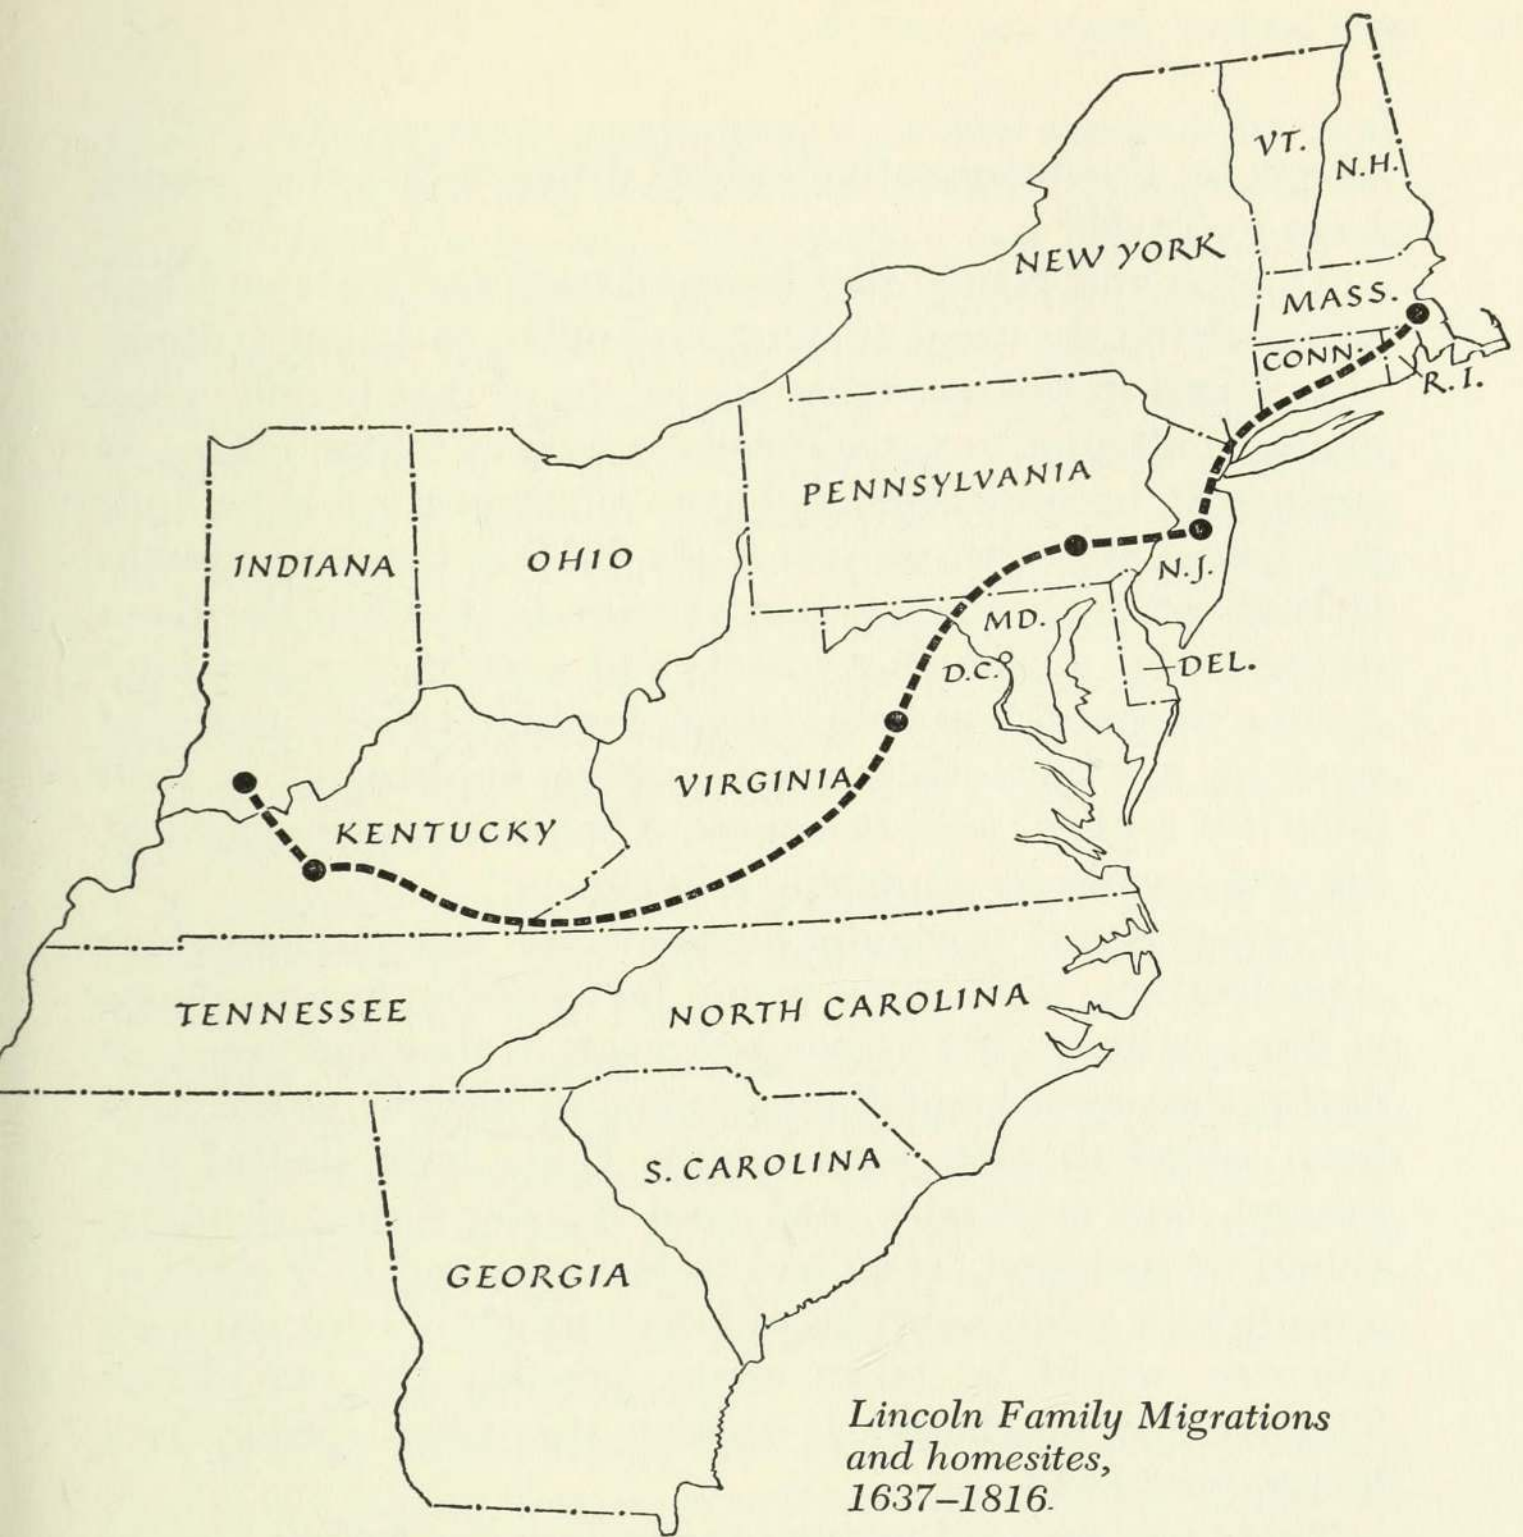 VT.
N.H.
NEW YORK
MASS.
CONN.
R.I.
PENNSYLVANIA
INDIANA
OHIO
N.J.
MD.
D.C.
DEL.
VIRGINIA
KENTUCKY
TENNESSEE
NORTH CAROLINA
S. CAROLINA
GEORGIA
Lincoln Family Migrations
and homesites,
1637–1816.